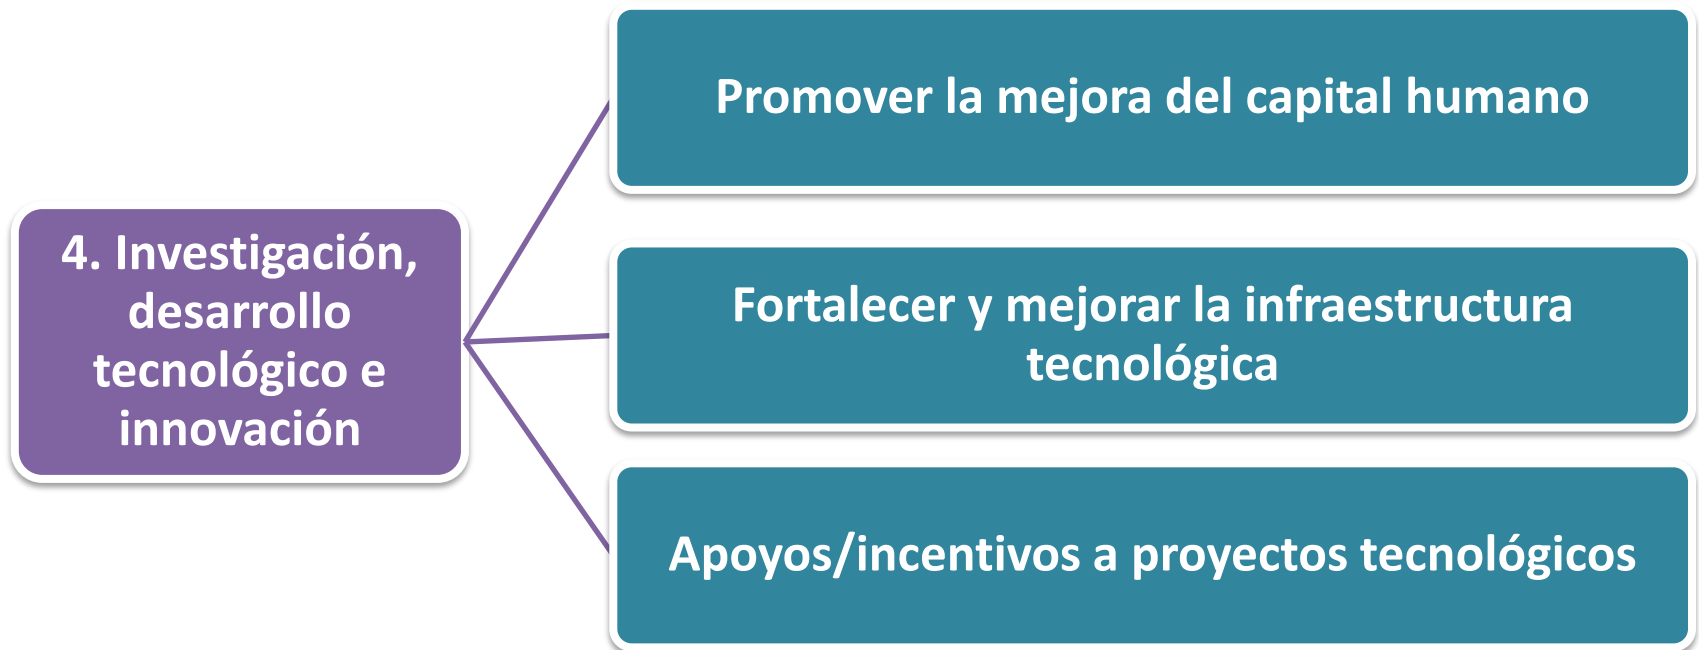 4. Investigación,
desarrollo
tecnológico e
innovación
Promover la mejora del capital humano
Fortalecer y mejorar la infraestructura
tecnológica
Apoyos/incentivos a proyectos tecnológicos